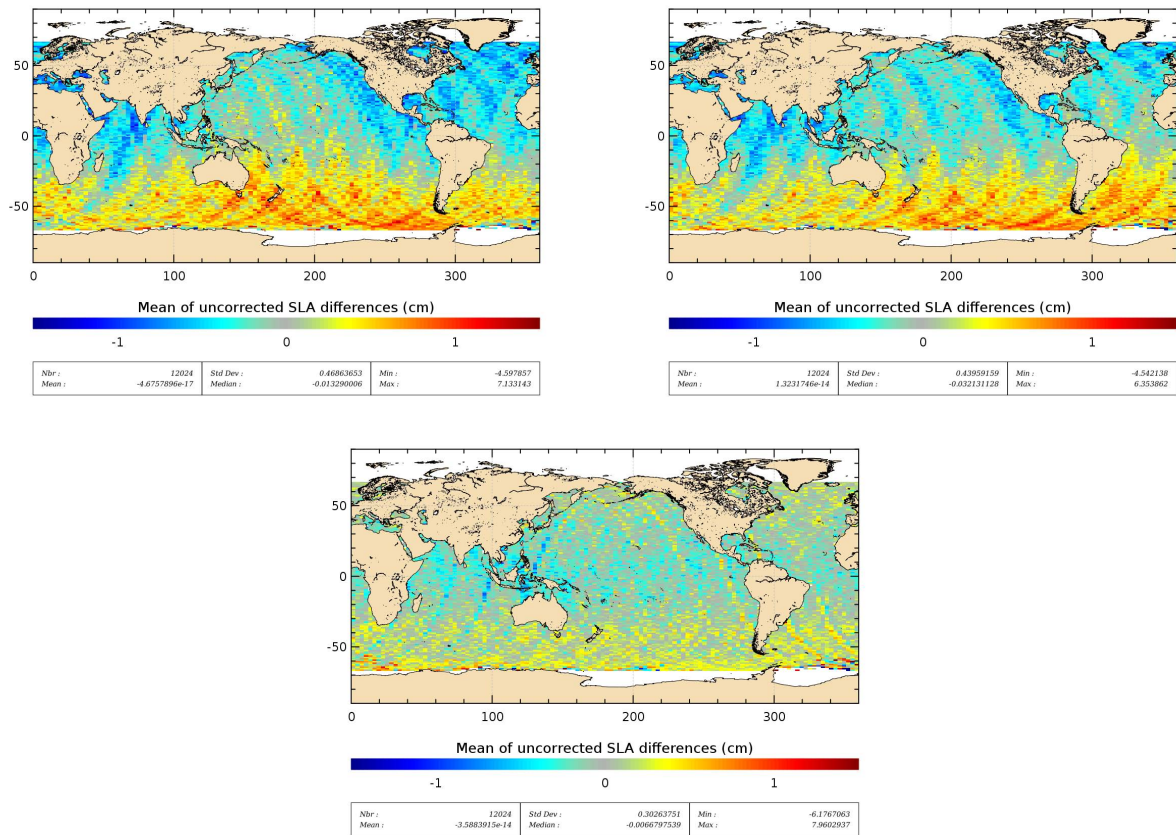 50
0
-50
0 100 200 300
Mean of uncorrected SLA differences (cm)
-1 0 1
Nbr : 12024 Std Dev : 0.46863653 Min : -4.597857
Mean : -4.6757896e-17 Median : -0.013290006 Max : 7.133143
50
0
-50
0 100 200 300
Mean of uncorrected SLA differences (cm)
-1 0 1
Nbr : 12024 Std Dev : 0.43959159 Min : -4.542138
Mean : 1.3231746e-14 Median : -0.032131128 Max : 6.353862
50
0
-50
0 100 200 300
Mean of uncorrected SLA differences (cm)
-1 0 1
Nbr : 12024 Std Dev : 0.30263751 Min : -6.1767063
Mean : -3.5883915e-14 Median : -0.0066797539 Max : 7.9602937